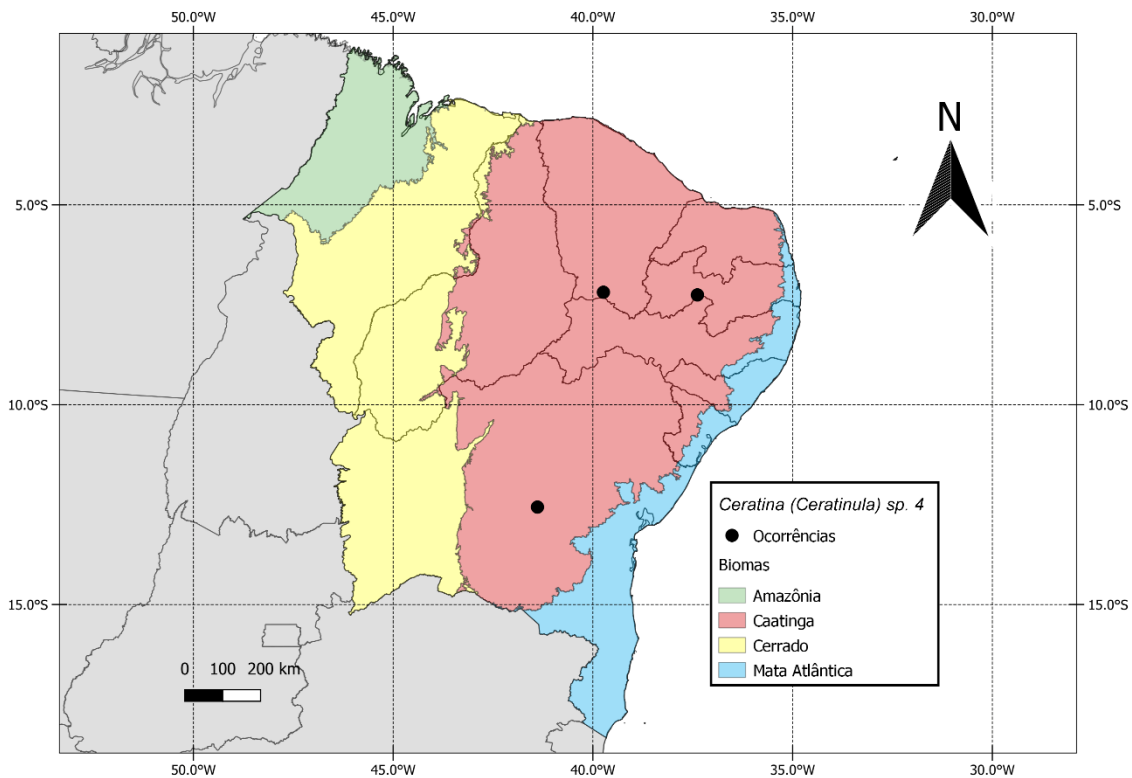 50.0°W 45.0°W 40.0°W 35.0°W 30.0°W
N
5.0°S 5.0°S
10.0°S 10.0°S
Ceratina (Ceratinula) sp. 4
Ocorrências
Biomas
Amazônia
Caatinga
Cerrado
Mata Atlântica
15.0°S 15.0°S
0 100 200 km
50.0°W 45.0°W 40.0°W 35.0°W 30.0°W